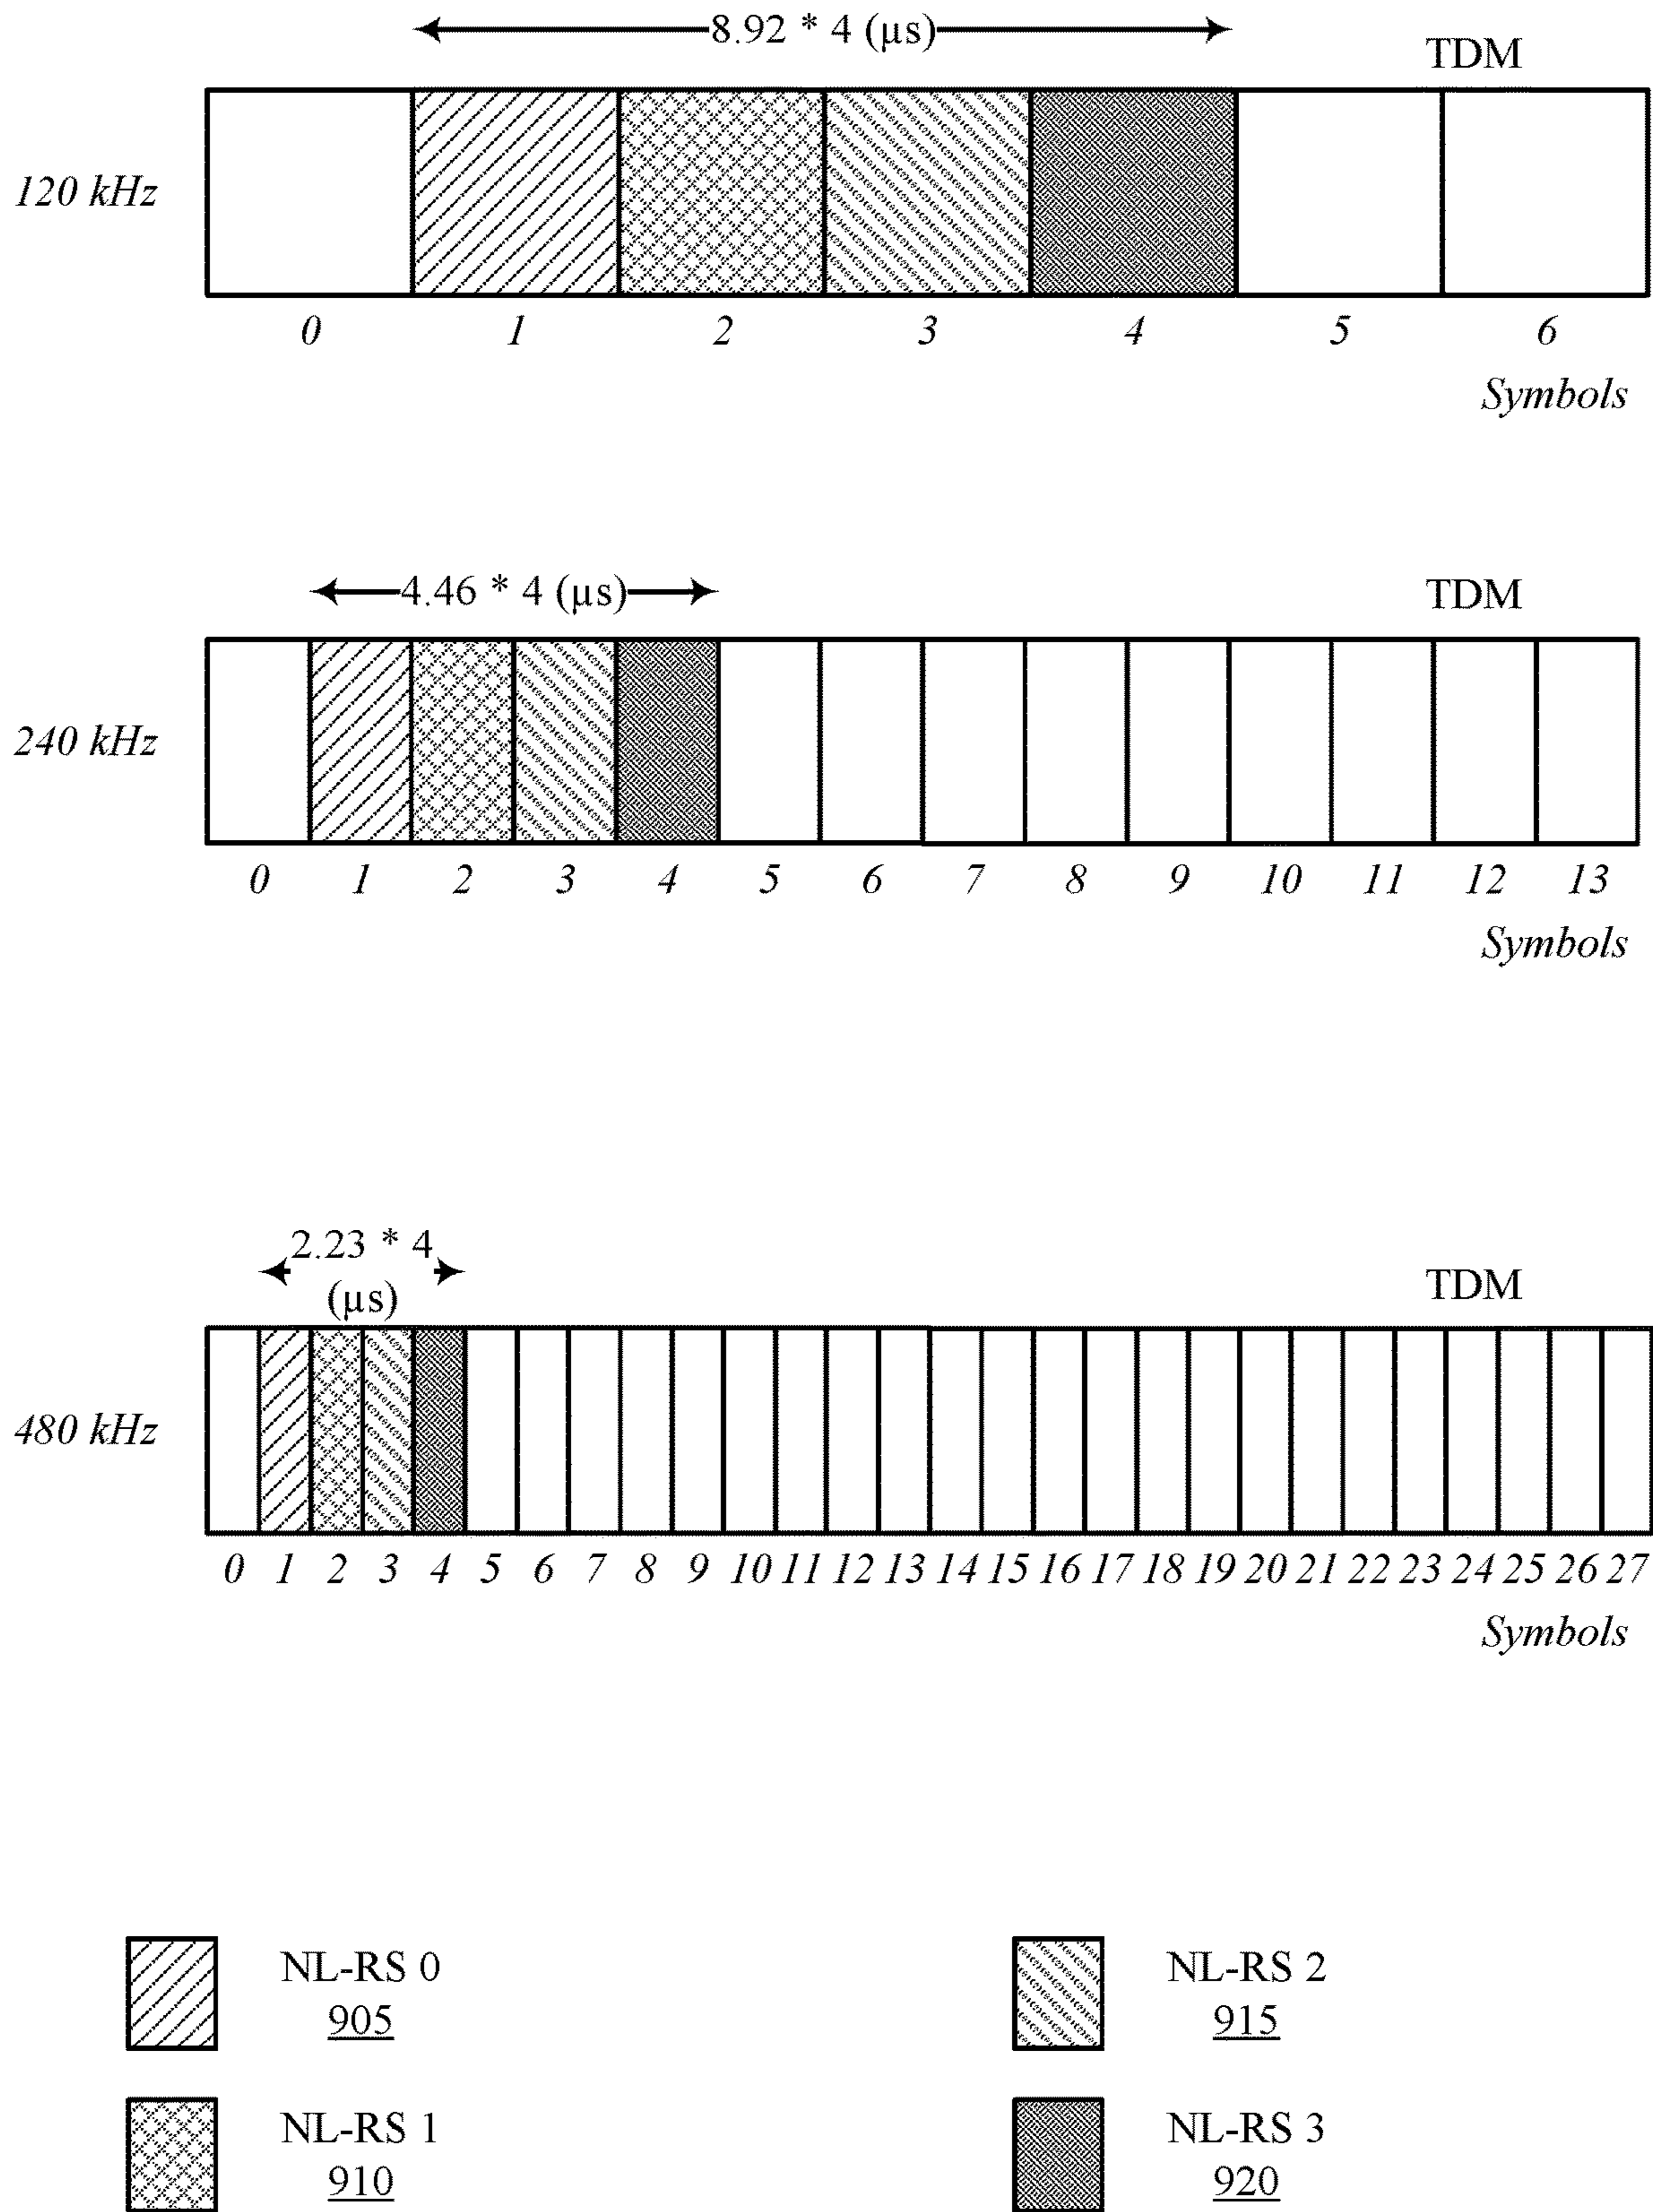 8.92 * 4 (µs)
TDM
120 kHz
0 1 2 3 4 5 6
Symbols
4.46 * 4 (µs)
TDM
240 kHz
0 1 2 3 4 5 6 7 8 9 10 11 12 13
Symbols
2.23 * 4
(µs)
TDM
480 kHz
0 1 2 3 4 5 6 7 8 9 10 11 12 13 14 15 16 17 18 19 20 21 22 23 24 25 26 27
Symbols
NL-RS 0
905
NL-RS 2
915
NL-RS 1
910
NL-RS 3
920